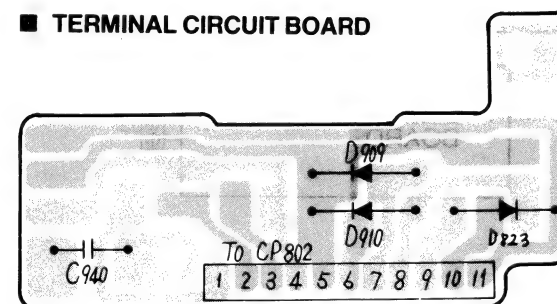 TERMINAL CIRCUIT BOARD
D909
D910
D823
C940
To CP802
1 2 3 4 5 6 7 8 9 10 11